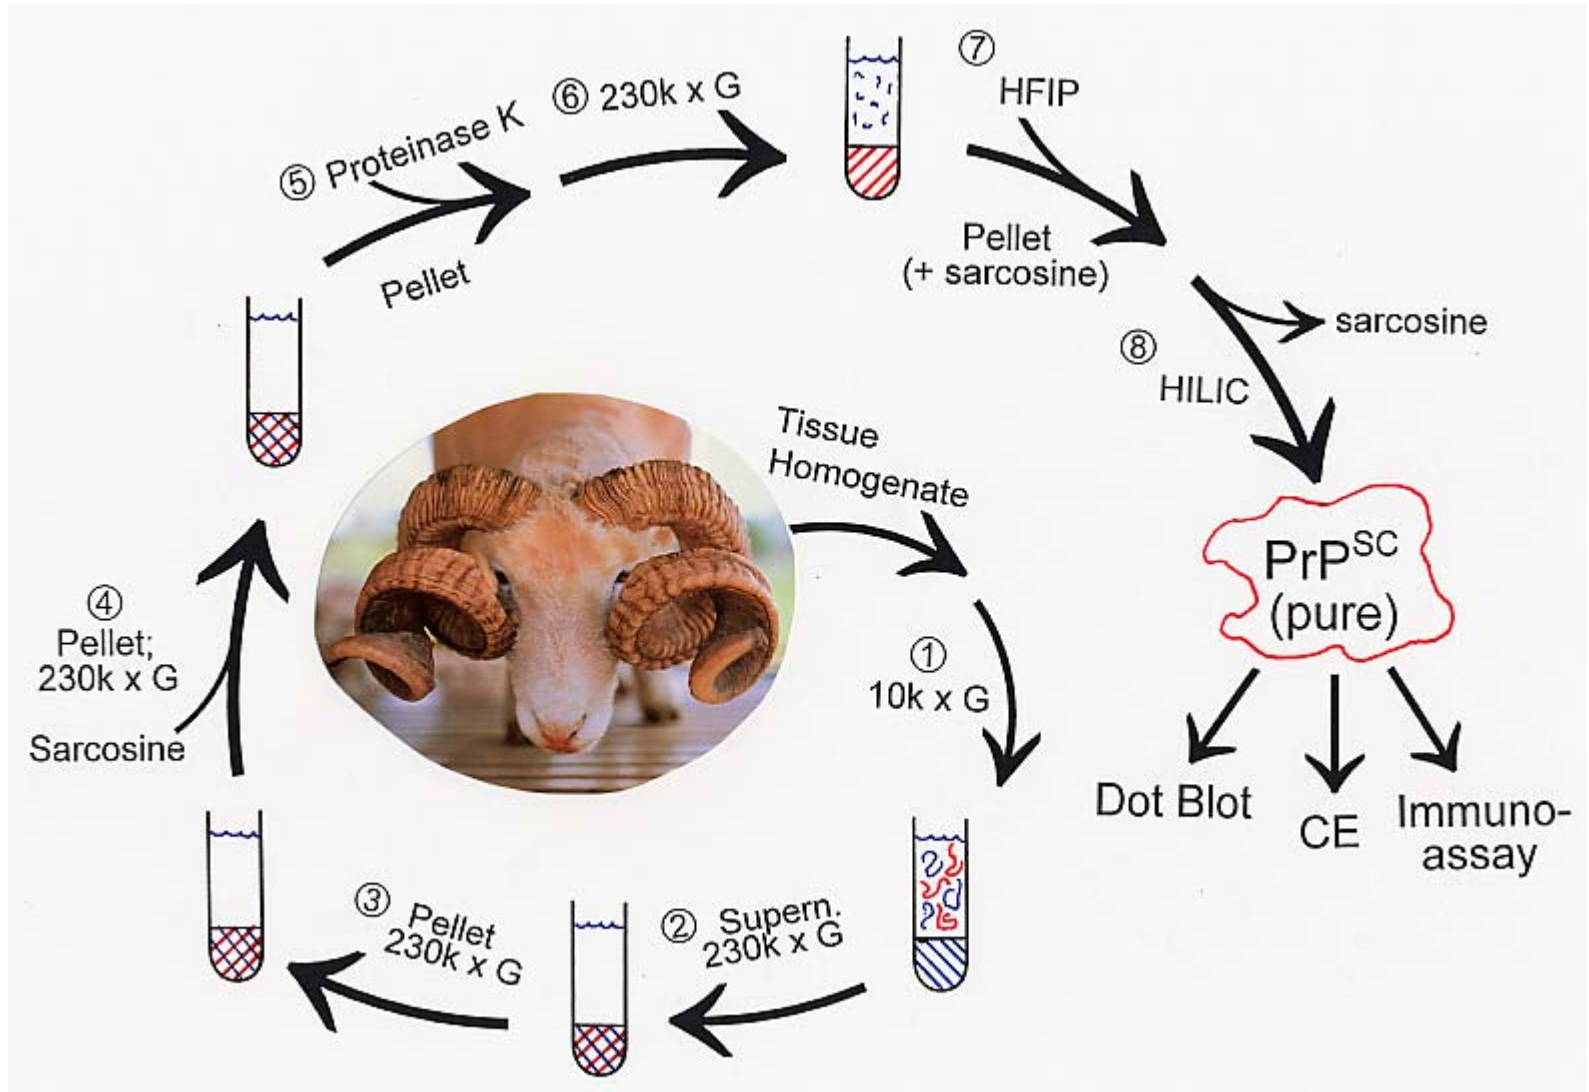 Tissue
Homogenate
①
10k x G
② Supern.
230k x G
③ Pellet
230k x G
④
Pellet;
230k x G
Sarcosine
⑤ Proteinase K
Pellet
⑥ 230k x G
⑦
HFIP
Pellet
(+ sarcosine)
sarcosine
⑧
HILIC
PrP^SC
(pure)
Dot Blot
CE
Immuno-
assay